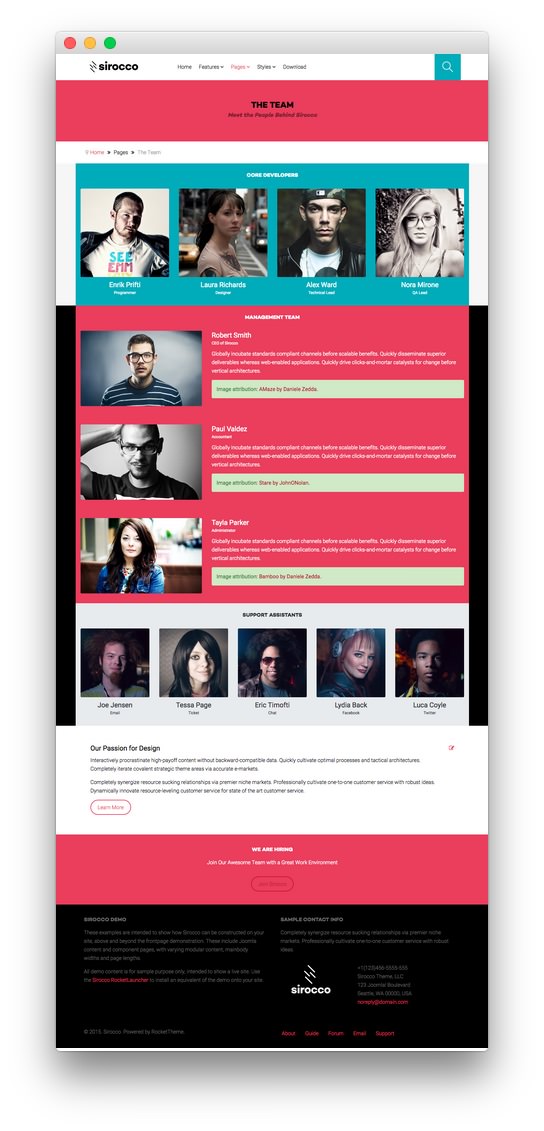 sirocco
Home Features Pages Styles Download
THE TEAM
Meet the People Behind Sirocco
Home » Pages » The Team
CORE DEVELOPERS
SEE
EMM
Enrik Prifti Laura Richards Alex Ward Nora Mirone
Programmer Designer Technical Lead QA Lead
MANAGEMENT TEAM
Robert Smith
CEO of Sirocco
Globally incubate standards compliant channels before scalable benefits. Quickly disseminate superior
deliverables whereas web-enabled applications. Quickly drive clicks-and-mortar catalysts for change before
vertical architectures.
Image attribution: AMaze by Daniele Zedda.
Paul Valdez
Accountant
Globally incubate standards compliant channels before scalable benefits. Quickly disseminate superior
deliverables whereas web-enabled applications. Quickly drive clicks-and-mortar catalysts for change before
vertical architectures.
Image attribution: Stare by JohnONolan.
Tayla Parker
Administrator
Globally incubate standards compliant channels before scalable benefits. Quickly disseminate superior
deliverables whereas web-enabled applications. Quickly drive clicks-and-mortar catalysts for change before
vertical architectures.
Image attribution: Bamboo by Daniele Zedda.
SUPPORT ASSISTANTS
Joe Jensen Tessa Page Eric Timofti Lydia Back Luca Coyle
Email Ticket Chat Facebook Twitter
Our Passion for Design
Interactively procrastinate high-payoff content without backward-compatible data. Quickly cultivate optimal processes and tactical architectures.
Completely iterate covalent strategic theme areas via accurate e-markets.
Completely synergize resource sucking relationships via premier niche markets. Professionally cultivate one-to-one customer service with robust ideas.
Dynamically innovate resource-leveling customer service for state of the art customer service.
Learn More
WE ARE HIRING
Join Our Awesome Team with a Great Work Environment
Join Sirocco
SIROCCO DEMO
These examples are intended to show how Sirocco can be constructed on your
site, above and beyond the frontpage demonstration. These include Joomla
content and component pages, with varying modular content, mainbody
widths and page lengths.
All demo content is for sample purpose only, intended to show a live site. Use
the Sirocco RocketLauncher to install an equivalent of the demo onto your site.
SAMPLE CONTACT INFO
Completely synergize resource sucking relationships via premier niche
markets. Professionally cultivate one-to-one customer service with robust
ideas.
sirocco
+1(123)456-5555-555
Sirocco Theme, LLC
123 Joomla! Boulevard
Seattle, WA 00000, USA
noreply@domain.com
© 2015, Sirocco Powered by RocketTheme.
About Guide Forum Email Support